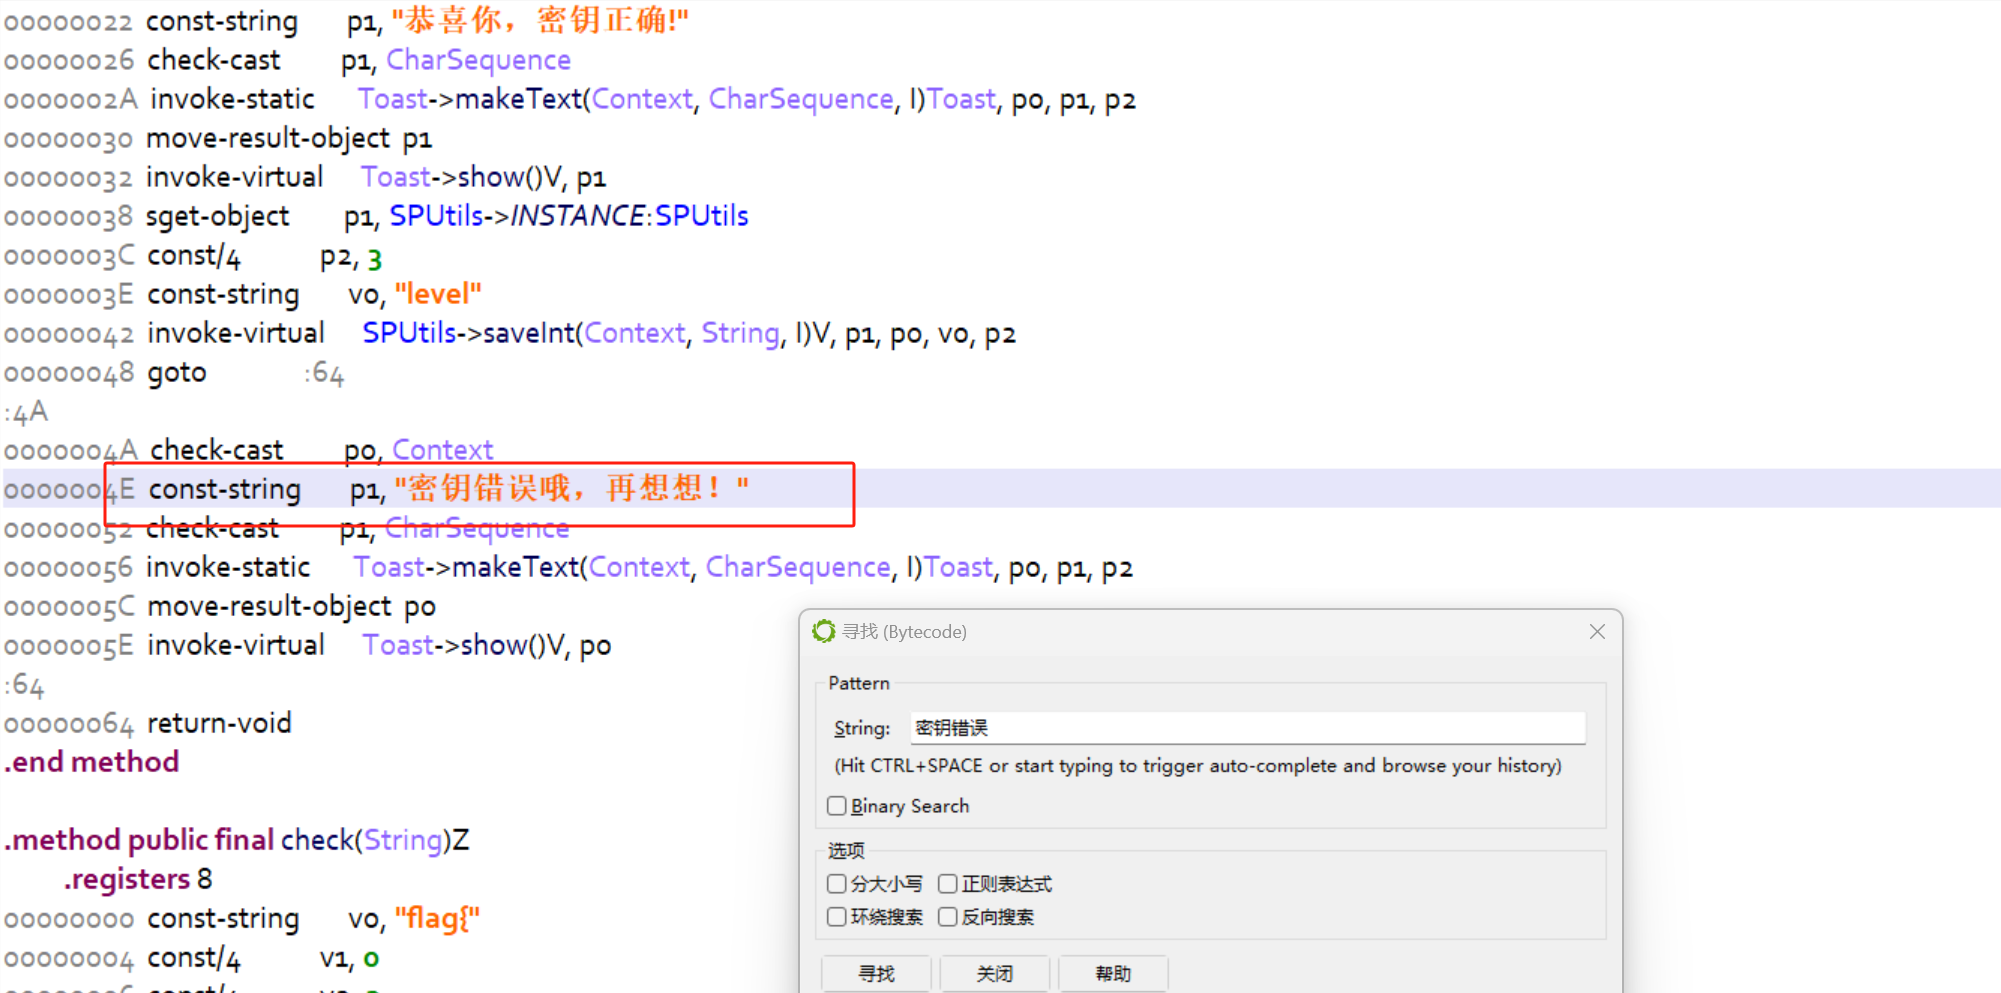 00000022 const-string p1, "恭喜你，密钥正确!"
00000026 check-cast p1, CharSequence
0000002A invoke-static Toast->makeText(Context, CharSequence, I)Toast, p0, p1, p2
00000030 move-result-object p1
00000032 invoke-virtual Toast->show()V, p1
00000038 sget-object p1, SPUtils->INSTANCE:SPUtils
0000003C const/4 p2, 3
0000003E const-string v0, "level"
00000042 invoke-virtual SPUtils->saveInt(Context, String, I)V, p1, p0, v0, p2
00000048 goto :64
:4A
0000004A check-cast p0, Context
0000004E const-string p1, "密钥错误哦，再想想！"
00000052 check-cast p1, CharSequence
00000056 invoke-static Toast->makeText(Context, CharSequence, I)Toast, p0, p1, p2
0000005C move-result-object p0
0000005E invoke-virtual Toast->show()V, p0
:64
00000064 return-void
.end method
.method public final check(String)Z
.registers 8
00000000 const-string v0, "flag{"
00000004 const/4 v1, 0
寻找 (Bytecode)
Pattern
String: 密钥错误
(Hit CTRL+SPACE or start typing to trigger auto-complete and browse your history)
Binary Search
选项
分大小写 正则表达式
环绕搜索 反向搜索
寻找 关闭 帮助